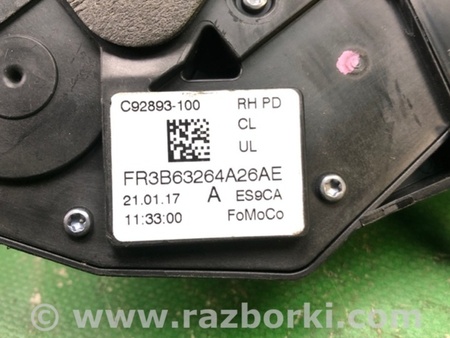 C92893-100 RH PD
CL
UL
FR3B63264A26AE
21.01.17 A ES9CA
11:33:00 FoMoCo
www.razborki.com